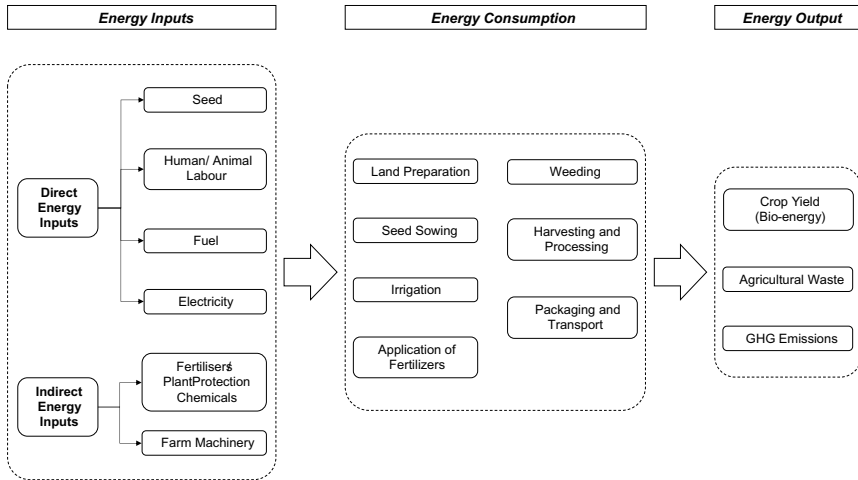 Energy Inputs
Energy Consumption
Energy Output
Direct
Energy
Inputs
Seed
Human/ Animal
Labour
Fuel
Electricity
Indirect
Energy
Inputs
Fertilisers/
PlantProtection
Chemicals
Farm Machinery
Land Preparation
Seed Sowing
Irrigation
Application of
Fertilizers
Weeding
Harvesting and
Processing
Packaging and
Transport
Crop Yield
(Bio-energy)
Agricultural Waste
GHG Emissions